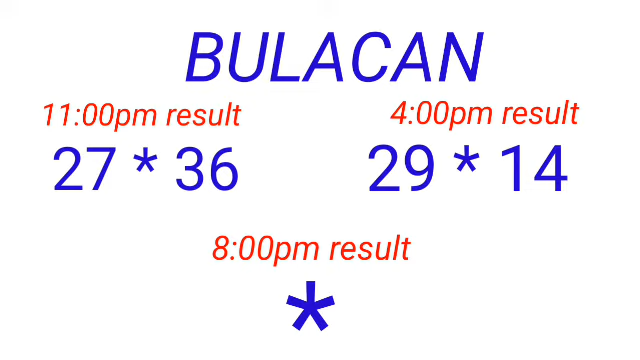 BULACAN
11:00pm result
4:00pm result
27 * 36
29 * 14
8:00pm result
*